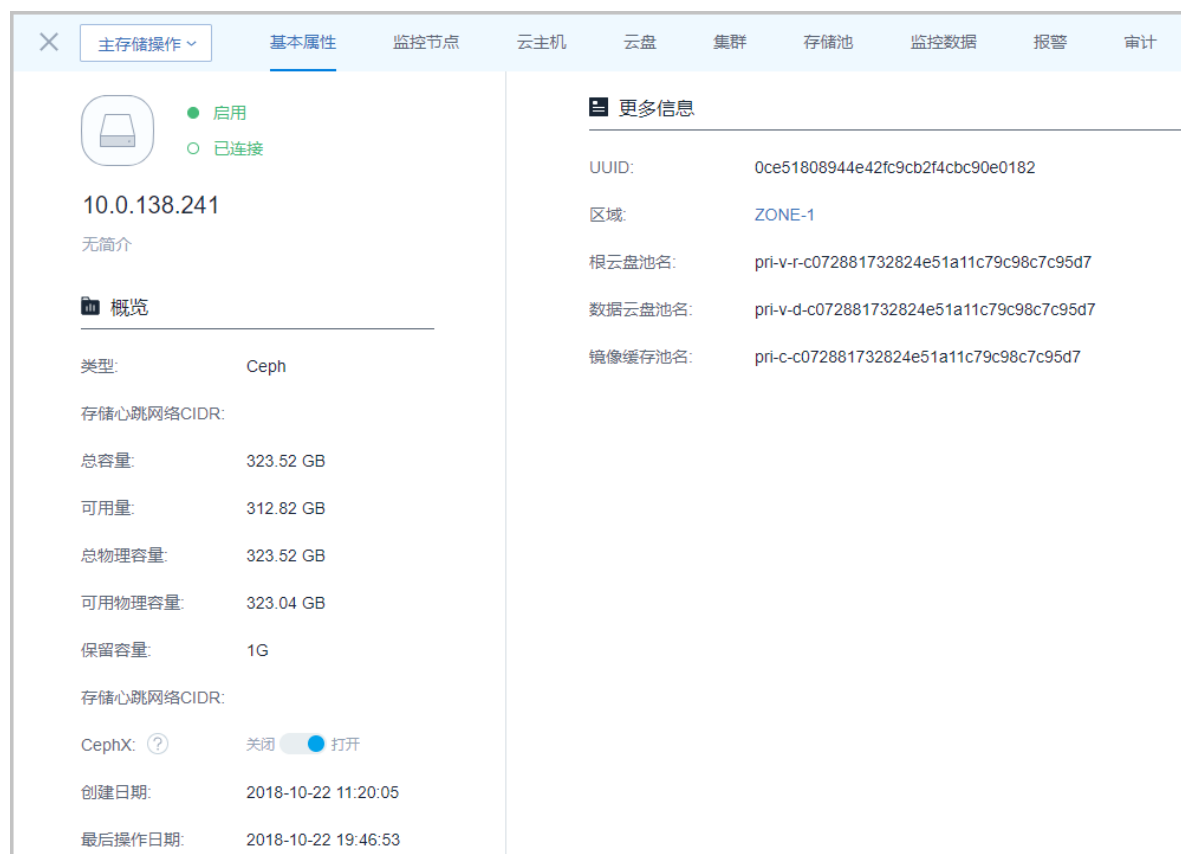 主存储操作 基本属性 监控节点 云主机 云盘 集群 存储池 监控数据 报警 审计
启用
已连接
10.0.138.241
无简介
概览
类型: Ceph
存储心跳网络CIDR:
总容量: 323.52 GB
可用量: 312.82 GB
总物理容量: 323.52 GB
可用物理容量: 323.04 GB
保留容量: 1G
存储心跳网络CIDR:
CephX: ? 关闭 打开
创建日期: 2018-10-22 11:20:05
最后操作日期: 2018-10-22 19:46:53
更多信息
UUID: 0ce51808944e42fc9cb2f4cbc90e0182
区域: ZONE-1
根云盘池名: pri-v-r-c072881732824e51a11c79c98c7c95d7
数据云盘池名: pri-v-d-c072881732824e51a11c79c98c7c95d7
镜像缓存池名: pri-c-c072881732824e51a11c79c98c7c95d7